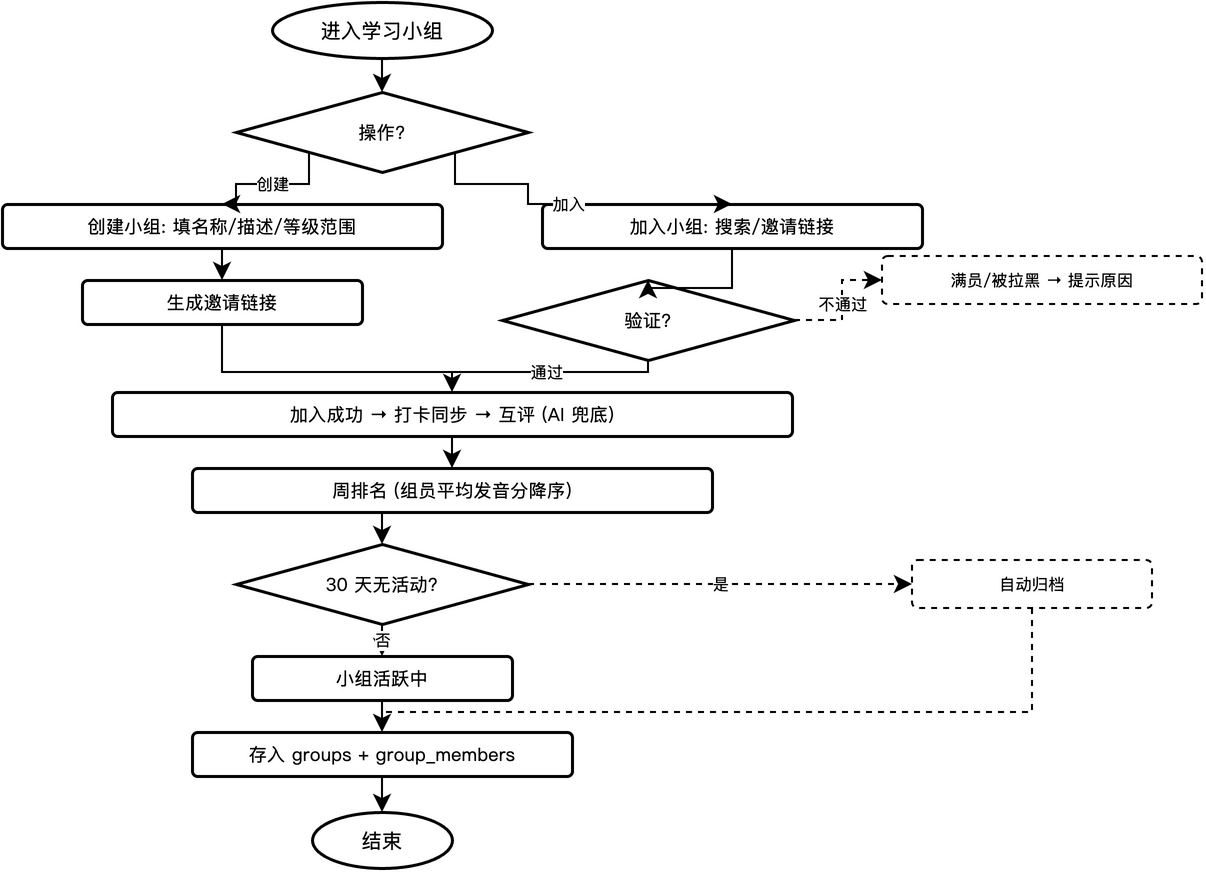 进入学习小组
操作?
创建
加入
创建小组: 填名称/描述/等级范围
加入小组: 搜索/邀请链接
生成邀请链接
验证?
不通过
满员/被拉黑 → 提示原因
通过
加入成功 → 打卡同步 → 互评 (AI 兜底)
周排名 (组员平均发音分降序)
30 天无活动?
是
自动归档
否
小组活跃中
存入 groups + group_members
结束